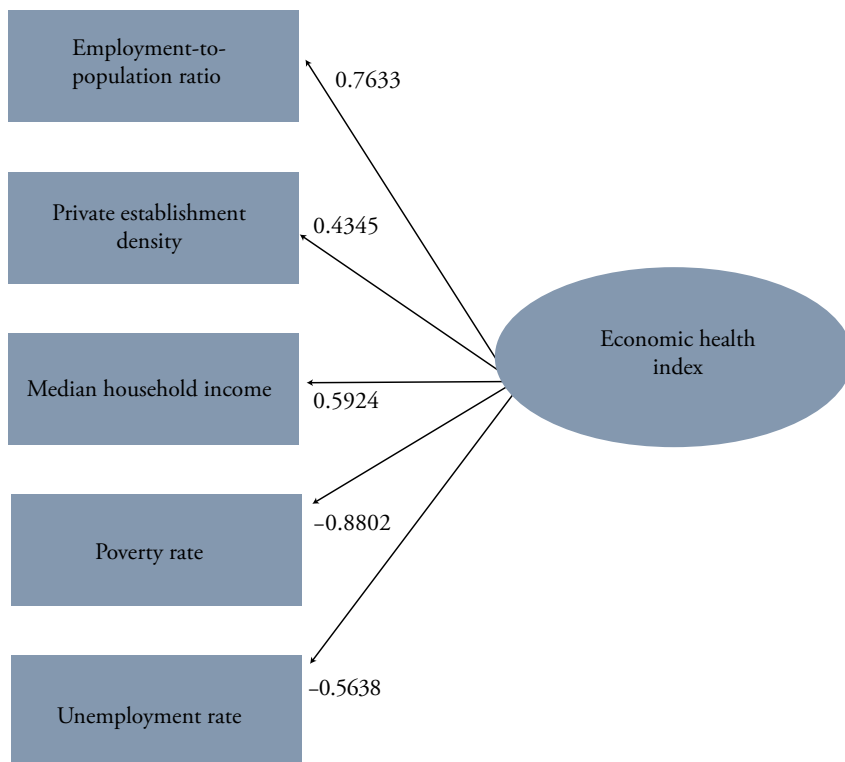 Employment-to-
population ratio
0.7633
Private establishment
density
0.4345
Economic health
index
Median household income
0.5924
Poverty rate
–0.8802
Unemployment rate
–0.5638